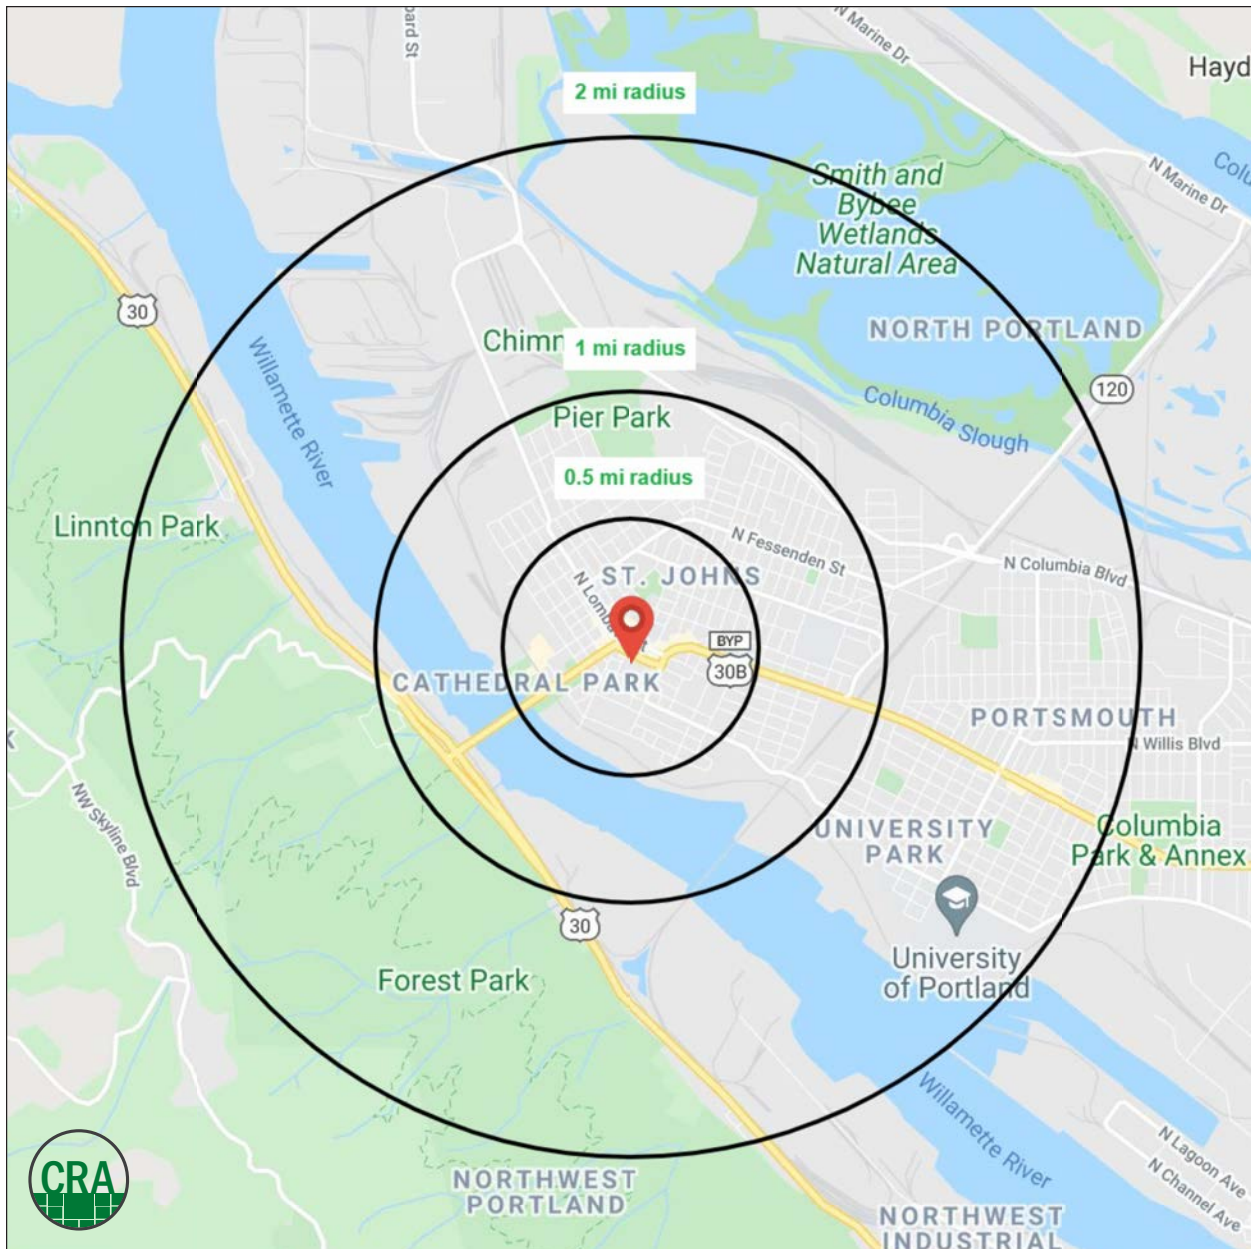 N Marine Dr
Hayd
2 mi radius
Smith and
Bybee
Wetlands
Natural Area
N Marine Dr
30
NORTH PORTLAND
Chimn
1 mi radius
120
Willamette River
Columbia Slough
Pier Park
0.5 mi radius
Linnton Park
N Fessenden St
N Columbia Blvd
ST. JOHNS
BYP
30B
CATHEDRAL PARK
PORTSMOUTH
N Willis Blvd
NW Skyline Blvd
UNIVERSITY
PARK
Columbia
Park & Annex
30
University
of Portland
Forest Park
Willamette River
N Lagoon Ave
N Channel Ave
CRA
NORTHWEST
PORTLAND
NORTHWEST
INDUSTRIAL